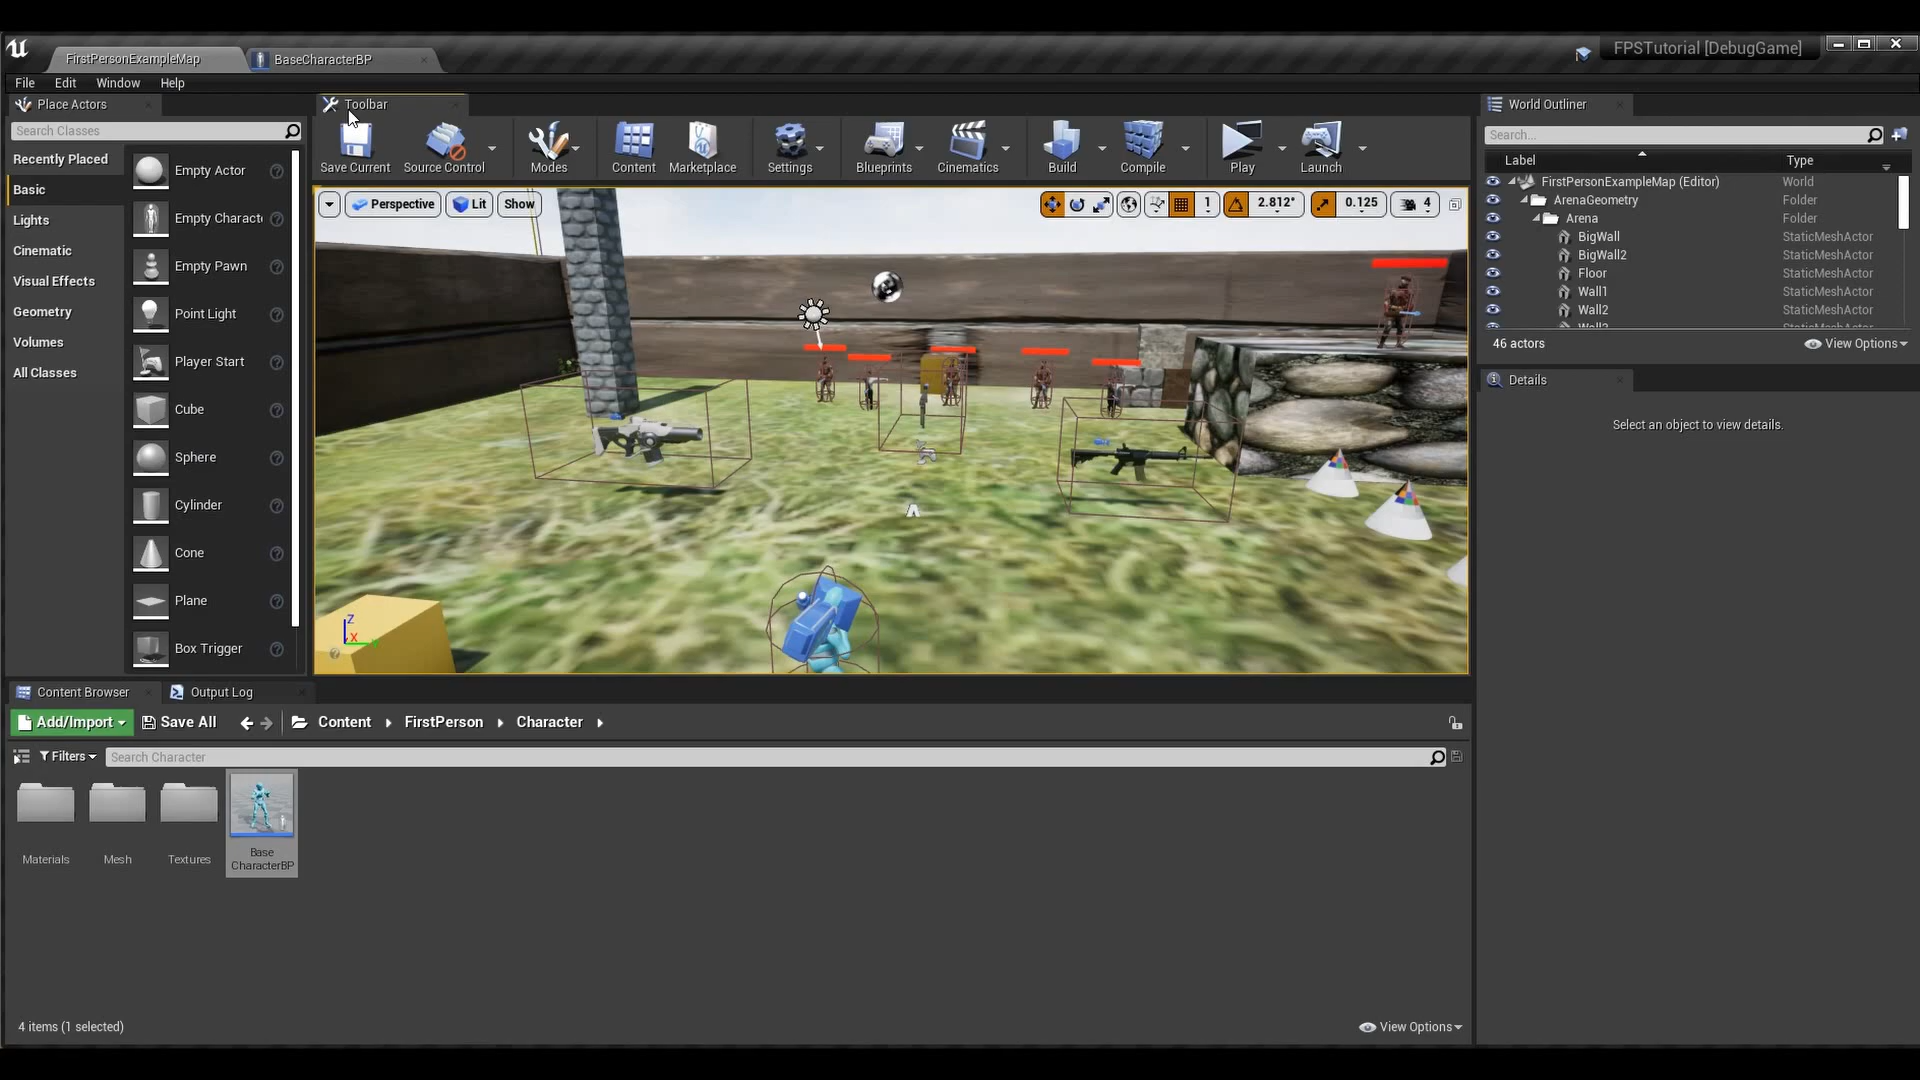 FirstPersonExampleMap
BaseCharacterBP
FPSTutorial [DebugGame]
File Edit Window Help
Place Actors
Search Classes
Recently Placed
Basic
Lights
Cinematic
Visual Effects
Geometry
Volumes
All Classes
Empty Actor
Empty Charact
Empty Pawn
Point Light
Player Start
Cube
Sphere
Cylinder
Cone
Plane
Box Trigger
Toolbar
Save Current
Source Control
Modes
Content
Marketplace
Settings
Blueprints
Cinematics
Build
Compile
Play
Launch
Perspective
Lit
Show
1
2.812°
0.125
4
Z
X
World Outliner
Search...
Label Type
FirstPersonExampleMap (Editor) World
ArenaGeometry Folder
Arena Folder
BigWall StaticMeshActor
BigWall2 StaticMeshActor
Floor StaticMeshActor
Wall1 StaticMeshActor
Wall2 StaticMeshActor
46 actors
View Options
Details
Select an object to view details.
Content Browser
Output Log
Add/Import
Save All
Content
FirstPerson
Character
Filters
Search Character
Materials
Mesh
Textures
Base
CharacterBP
4 items (1 selected)
View Options